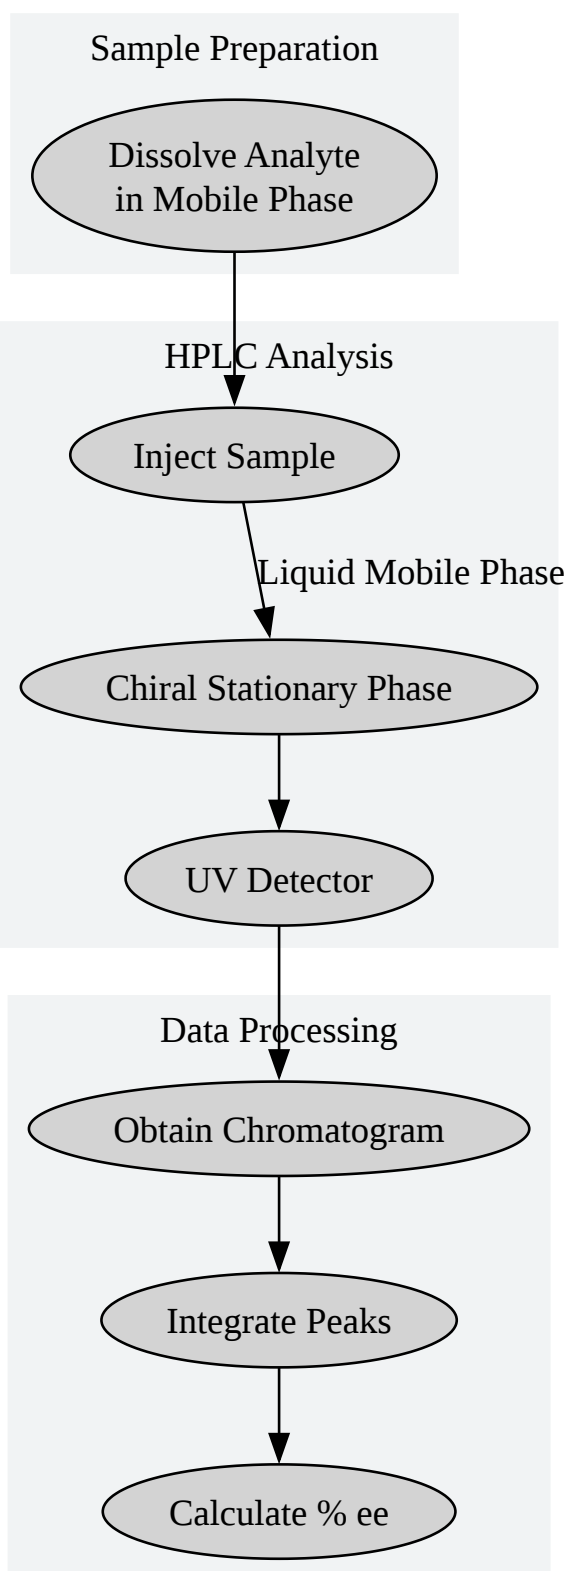 Sample Preparation
Dissolve Analyte
in Mobile Phase
HPLC Analysis
Inject Sample
Liquid Mobile Phase
Chiral Stationary Phase
UV Detector
Data Processing
Obtain Chromatogram
Integrate Peaks
Calculate % ee